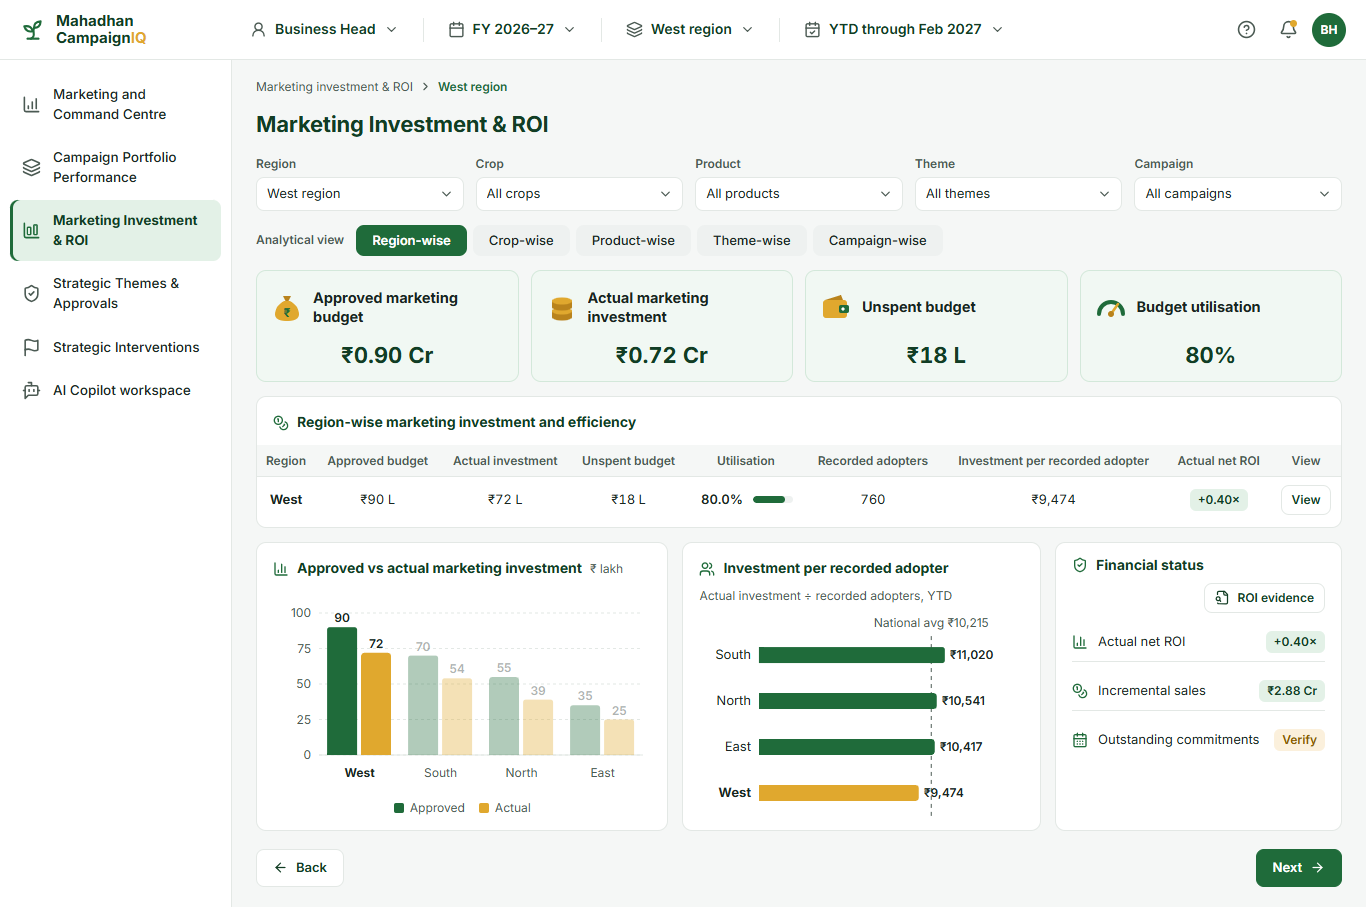 Mahadhan
CampaignIQ
Business Head
FY 2026–27
West region
YTD through Feb 2027
BH
Marketing and
Command Centre
Campaign Portfolio
Performance
Marketing Investment
& ROI
Strategic Themes &
Approvals
Strategic Interventions
AI Copilot workspace
Marketing investment & ROI > West region
Marketing Investment & ROI
Region
Crop
Product
Theme
Campaign
West region
All crops
All products
All themes
All campaigns
Analytical view
Region-wise
Crop-wise
Product-wise
Theme-wise
Campaign-wise
Approved marketing
budget
₹0.90 Cr
Actual marketing
investment
₹0.72 Cr
Unspent budget
₹18 L
Budget utilisation
80%
Region-wise marketing investment and efficiency
Region Approved budget Actual investment Unspent budget Utilisation Recorded adopters Investment per recorded adopter Actual net ROI View
West ₹90 L ₹72 L ₹18 L 80.0% 760 ₹9,474 +0.40× View
Approved vs actual marketing investment ₹ lakh
100
75
50
25
0
90
72
70
54
55
39
35
25
West
South
North
East
Approved
Actual
Investment per recorded adopter
Actual investment ÷ recorded adopters, YTD
National avg ₹10,215
South ₹11,020
North ₹10,541
East ₹10,417
West ₹9,474
Financial status
ROI evidence
Actual net ROI +0.40×
Incremental sales ₹2.88 Cr
Outstanding commitments Verify
Back
Next